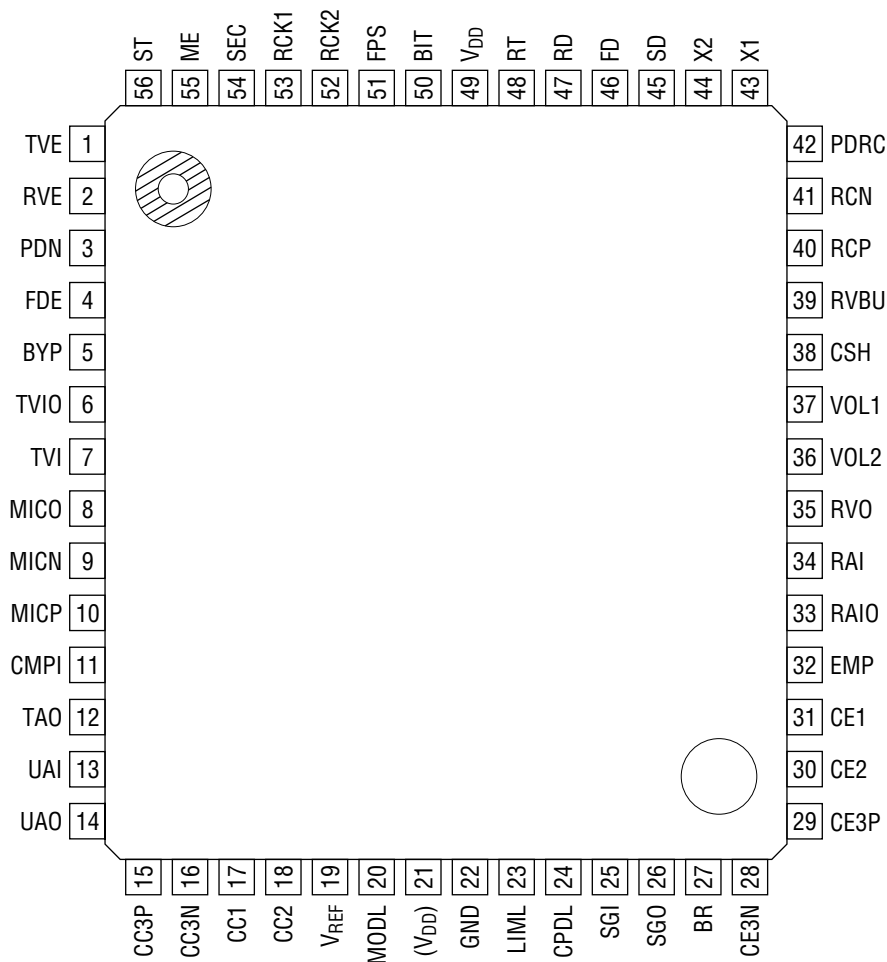 ST ME SEC RCK1 RCK2 FPS BIT VDD RT RD FD SD X2 X1
56 55 54 53 52 51 50 49 48 47 46 45 44 43
TVE 1 42 PDRC
RVE 2 41 RCN
PDN 3 40 RCP
FDE 4 39 RVBU
BYP 5 38 CSH
TVIO 6 37 VOL1
TVI 7 36 VOL2
MICO 8 35 RVO
MICN 9 34 RAI
MICP 10 33 RAIO
CMPI 11 32 EMP
TAO 12 31 CE1
UAI 13 30 CE2
UAO 14 29 CE3P
15 16 17 18 19 20 21 22 23 24 25 26 27 28
CC3P CC3N CC1 CC2 VREF MODL (VDD) GND LIML CPDL SGI SGO BR CE3N